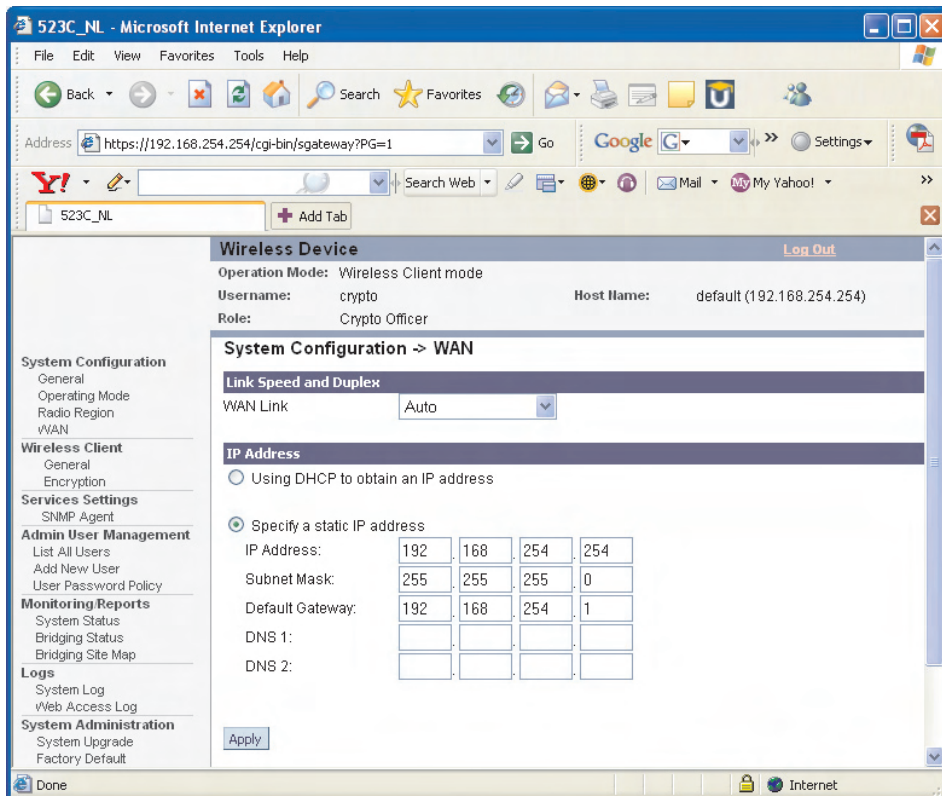 523C_NL - Microsoft Internet Explorer
File Edit View Favorites Tools Help
Back Search Favorites
Address https://192.168.254.254/cgi-bin/sgateway?PG=1 Go Google G Settings
Y! Search Web Mail My My Yahoo!
523C_NL Add Tab
Wireless Device Log Out
Operation Mode: Wireless Client mode
Username: crypto Host Name: default (192.168.254.254)
Role: Crypto Officer
System Configuration
General
Operating Mode
Radio Region
WAN
Wireless Client
General
Encryption
Services Settings
SNMP Agent
Admin User Management
List All Users
Add New User
User Password Policy
Monitoring/Reports
System Status
Bridging Status
Bridging Site Map
Logs
System Log
Web Access Log
System Administration
System Upgrade
Factory Default
System Configuration -> WAN
Link Speed and Duplex
WAN Link Auto
IP Address
Using DHCP to obtain an IP address
Specify a static IP address
IP Address: 192 . 168 . 254 . 254
Subnet Mask: 255 . 255 . 255 . 0
Default Gateway: 192 . 168 . 254 . 1
DNS 1: . . .
DNS 2: . . .
Apply
Done Internet